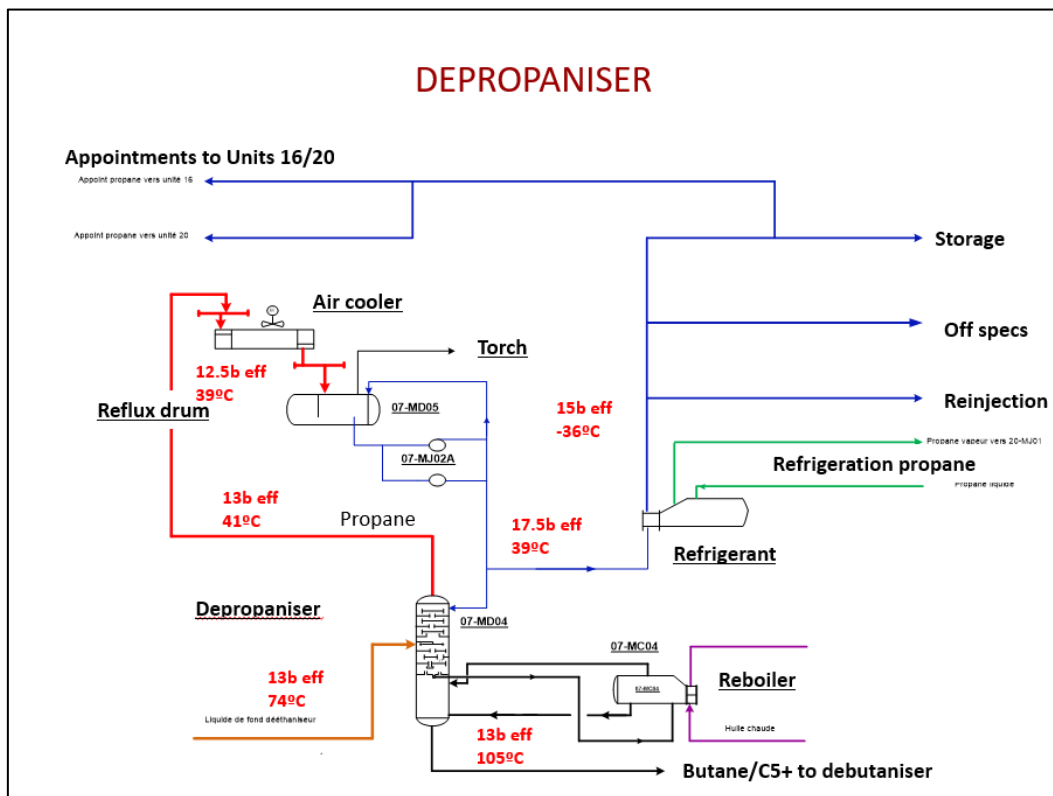 DEPROPANISER
Appointments to Units 16/20
Appoint propane vers unité 16
Appoint propane vers unité 20
Storage
Air cooler
Off specs
Torch
12.5b eff
39ºC
Reflux drum
07-MD05
15b eff
-36ºC
Reinjection
Propane vapeur vers 20-MJ01
07-MJ02A
Refrigeration propane
Propane liquide
13b eff
41ºC
Propane
17.5b eff
39ºC
Refrigerant
Depropaniser
07-MD04
07-MC04
07-MC04
Reboiler
13b eff
74ºC
Liquide de fond dééthaniseur
Huile chaude
13b eff
105ºC
Butane/C5+ to debutaniser